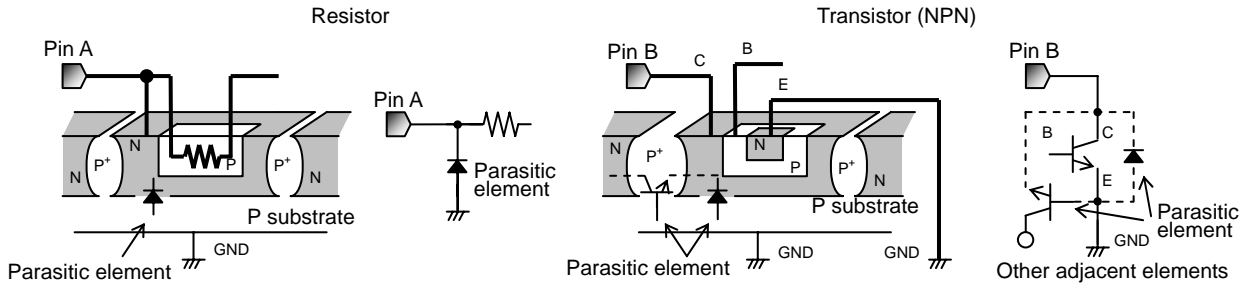 Resistor
Pin A
N
P+
N
P
P+
N
P substrate
GND
Parasitic element
Pin A
Parasitic
element
Transistor (NPN)
Pin B
C
B
E
N
P+
N
P
P+
N
P substrate
GND
Parasitic element
Pin B
B
C
E
GND
Parasitic
element
Other adjacent elements